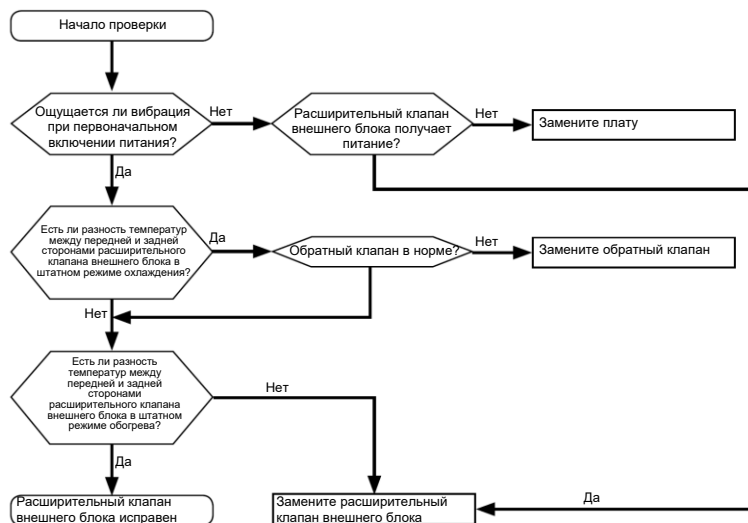 Начало проверки
Ощущается ли вибрация
при первоначальном
включении питания?
Нет
Расширительный клапан
внешнего блока получает
питание?
Нет
Замените плату
Да
Есть ли разность температур
между передней и задней
сторонами расширительного
клапана внешнего блока в
штатном режиме охлаждения?
Да
Обратный клапан в норме?
Нет
Замените обратный клапан
Нет
Есть ли разность
температур между
передней и задней
сторонами
расширительного клапана
внешнего блока в штатном
режиме обогрева?
Нет
Да
Расширительный клапан
внешнего блока исправен
Замените расширительный
клапан внешнего блока
Да